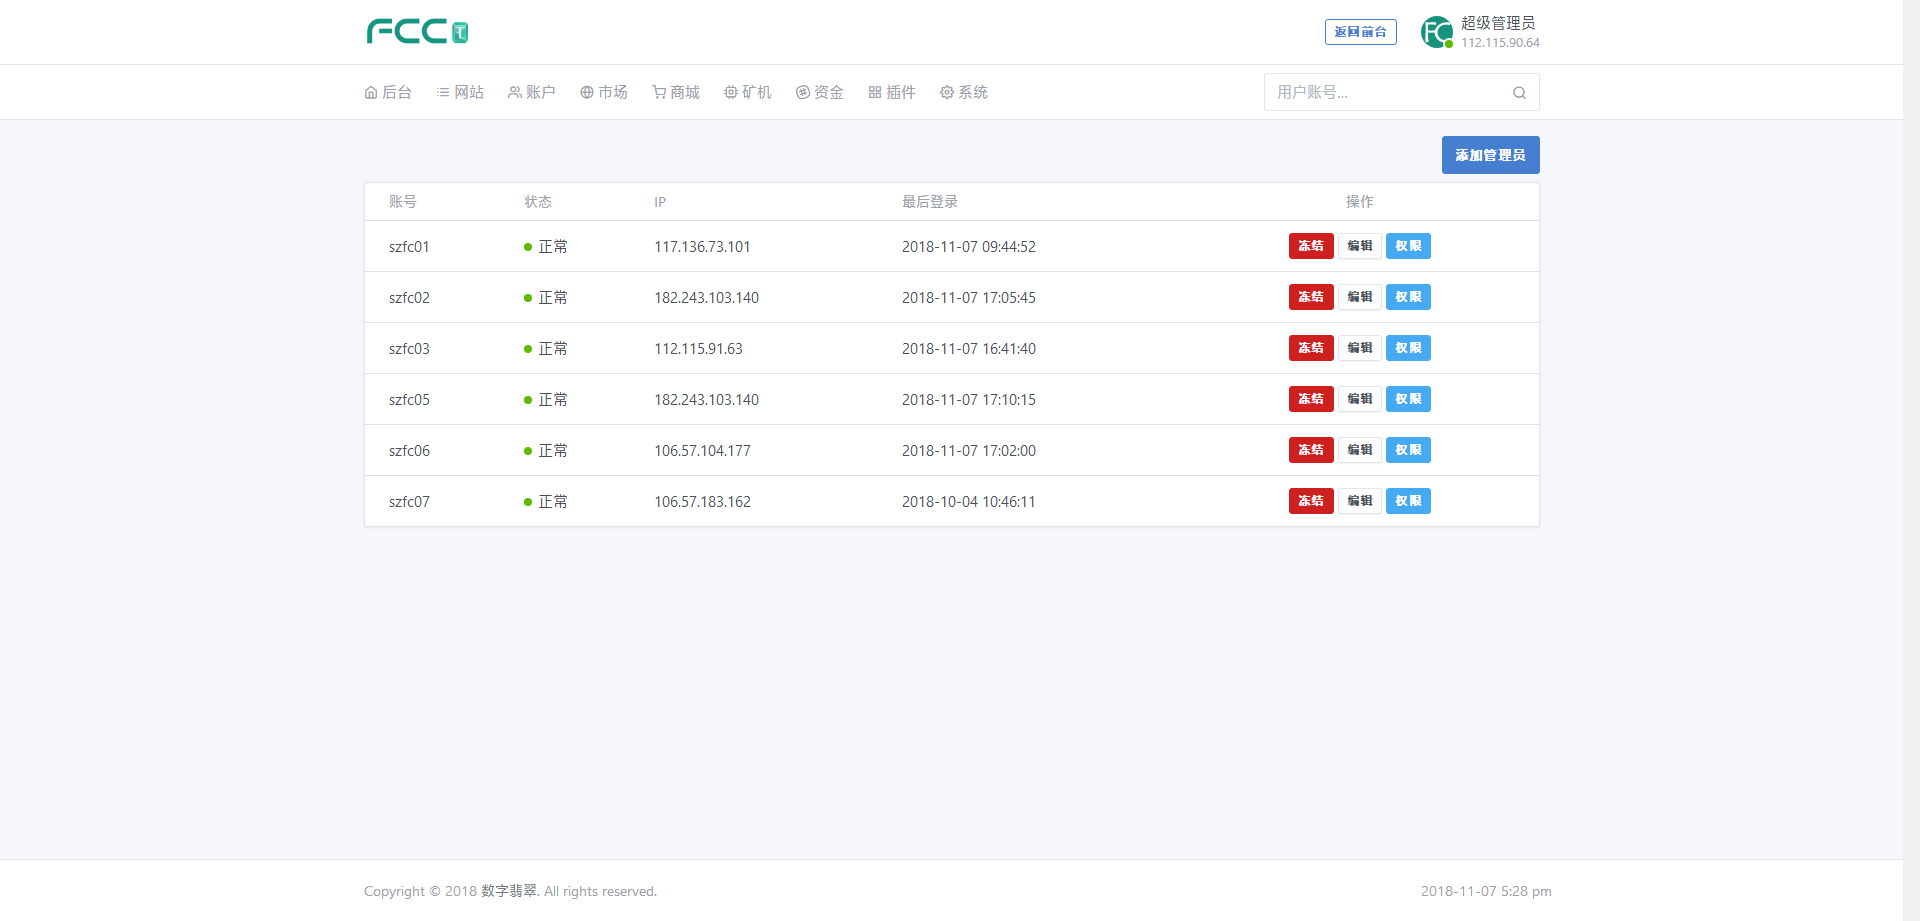 FCC
返回前台
FC
超级管理员
112.115.90.64
后台 网站 账户 市场 商城 矿机 资金 插件 系统
用户账号...
添加管理员
账号 状态 IP 最后登录 操作
szfc01 正常 117.136.73.101 2018-11-07 09:44:52 冻结 编辑 权限
szfc02 正常 182.243.103.140 2018-11-07 17:05:45 冻结 编辑 权限
szfc03 正常 112.115.91.63 2018-11-07 16:41:40 冻结 编辑 权限
szfc05 正常 182.243.103.140 2018-11-07 17:10:15 冻结 编辑 权限
szfc06 正常 106.57.104.177 2018-11-07 17:02:00 冻结 编辑 权限
szfc07 正常 106.57.183.162 2018-10-04 10:46:11 冻结 编辑 权限
Copyright © 2018 数字翡翠. All rights reserved.
2018-11-07 5:28 pm